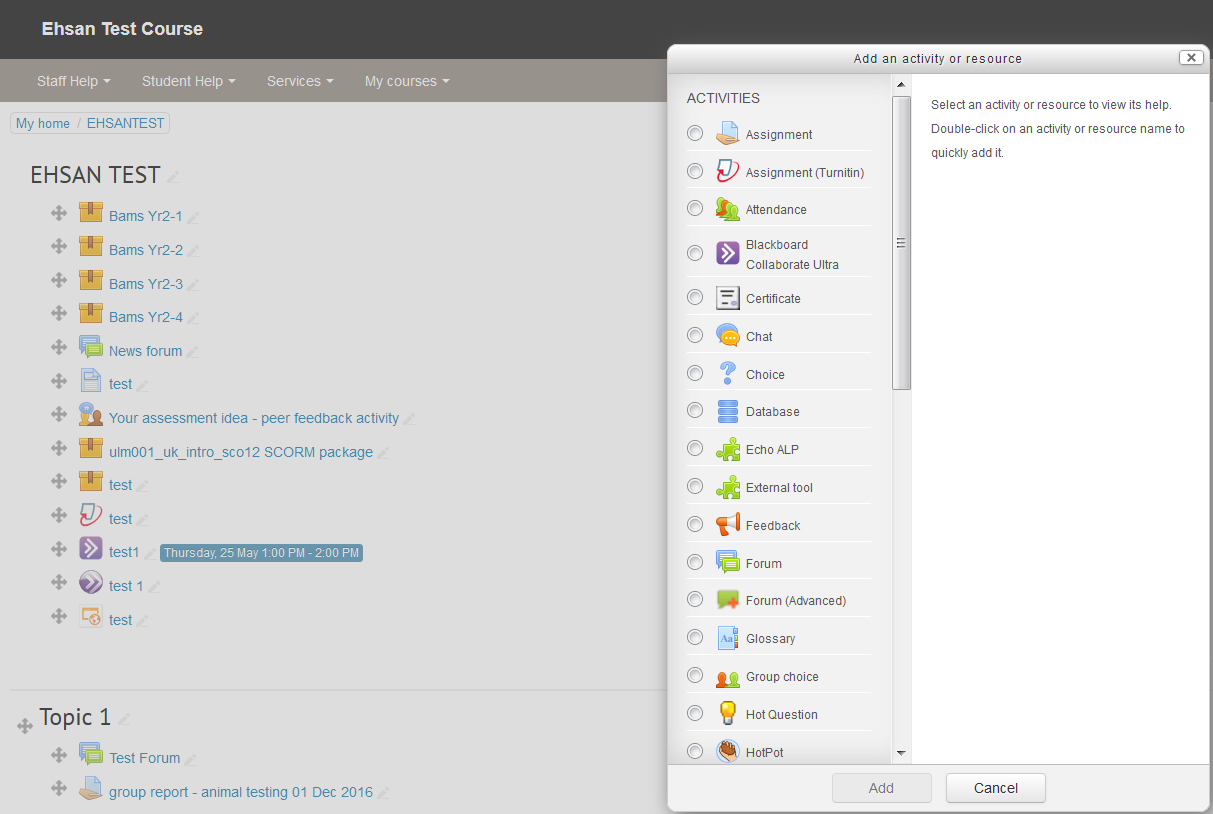 Ehsan Test Course
Staff Help
Student Help
Services
My courses
My home / EHSANTEST
EHSAN TEST
Bams Yr2-1
Bams Yr2-2
Bams Yr2-3
Bams Yr2-4
News forum
test
Your assessment idea - peer feedback activity
ulm001_uk_intro_sco12 SCORM package
test
test
test1 Thursday, 25 May 1:00 PM - 2:00 PM
test 1
test
Topic 1
Test Forum
group report - animal testing 01 Dec 2016
Add an activity or resource
ACTIVITIES
Assignment
Assignment (Turnitin)
Attendance
Blackboard
Collaborate Ultra
Certificate
Chat
Choice
Database
Echo ALP
External tool
Feedback
Forum
Forum (Advanced)
Aa
Glossary
Group choice
Hot Question
HotPot
Select an activity or resource to view its help.
Double-click on an activity or resource name to
quickly add it.
Add
Cancel